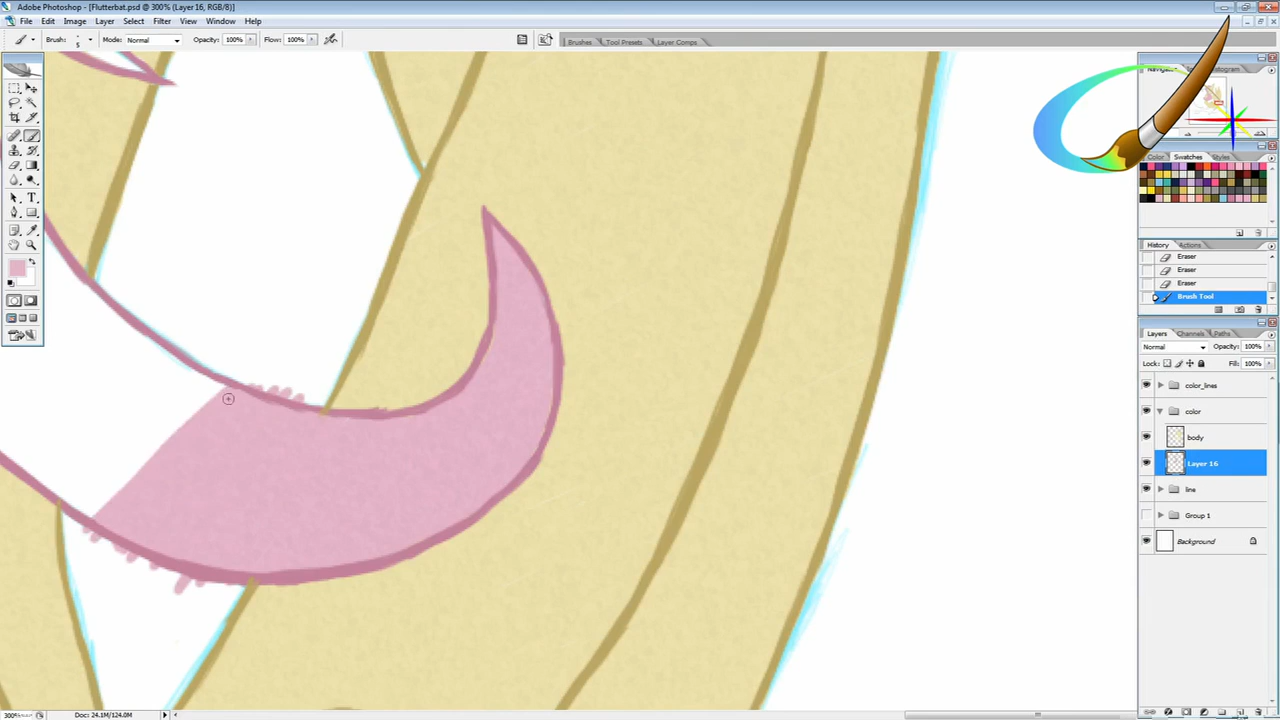 Adobe Photoshop - [Flutterbat.psd @ 300% (Layer 16, RGB/8)]
File Edit Image Layer Select Filter View Window Help
Brush: 5 Mode: Normal Opacity: 100% Flow: 100% Brushes Tool Presets Layer Comps
Color Swatches Styles
History Actions
Eraser
Eraser
Eraser
Brush Tool
Layers Channels Paths
Normal Opacity: 100%
Lock: Fill: 100%
color_lines
color
body
Layer 16
line
Group 1
Background
300% Doc: 24.1M/124.0M